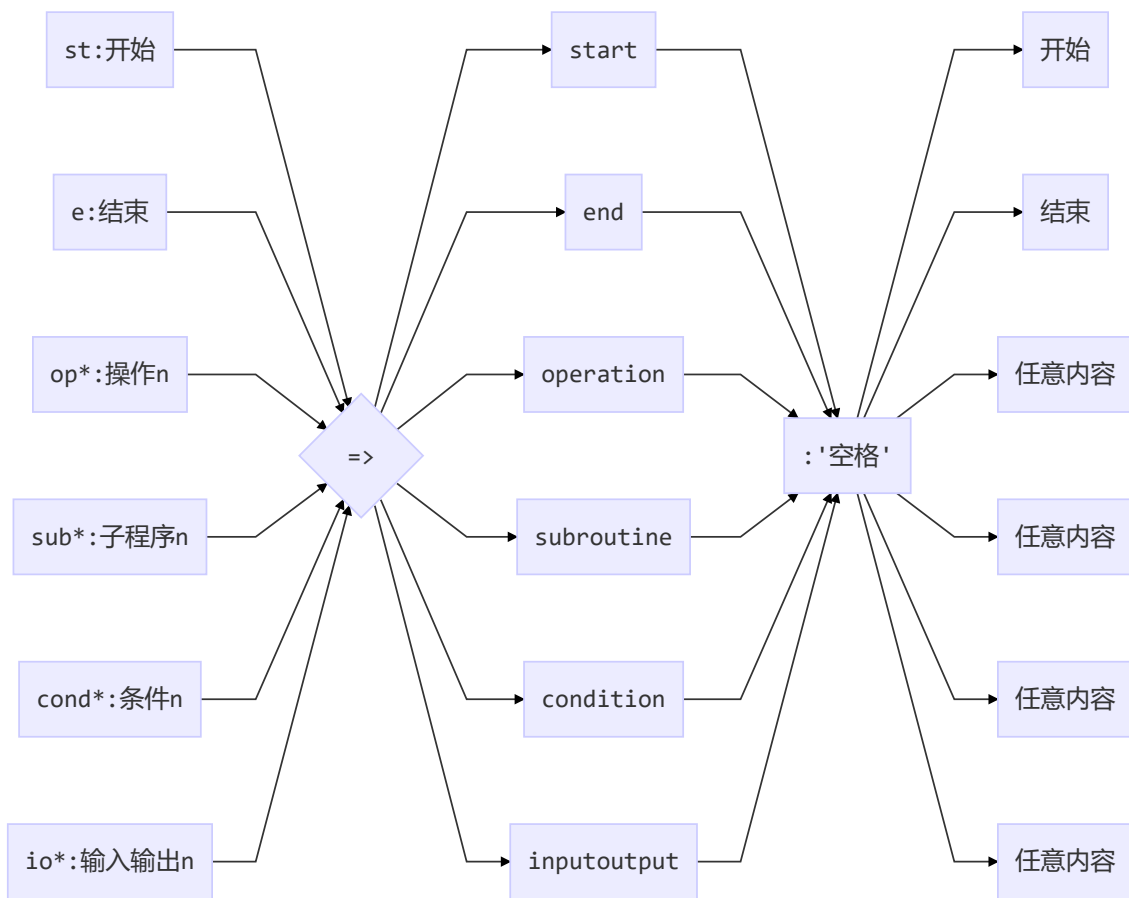 st:开始
start
开始
e:结束
end
结束
op*:操作n
operation
任意内容
=>
:'空格'
sub*:子程序n
subroutine
任意内容
cond*:条件n
condition
任意内容
io*:输入输出n
inputoutput
任意内容